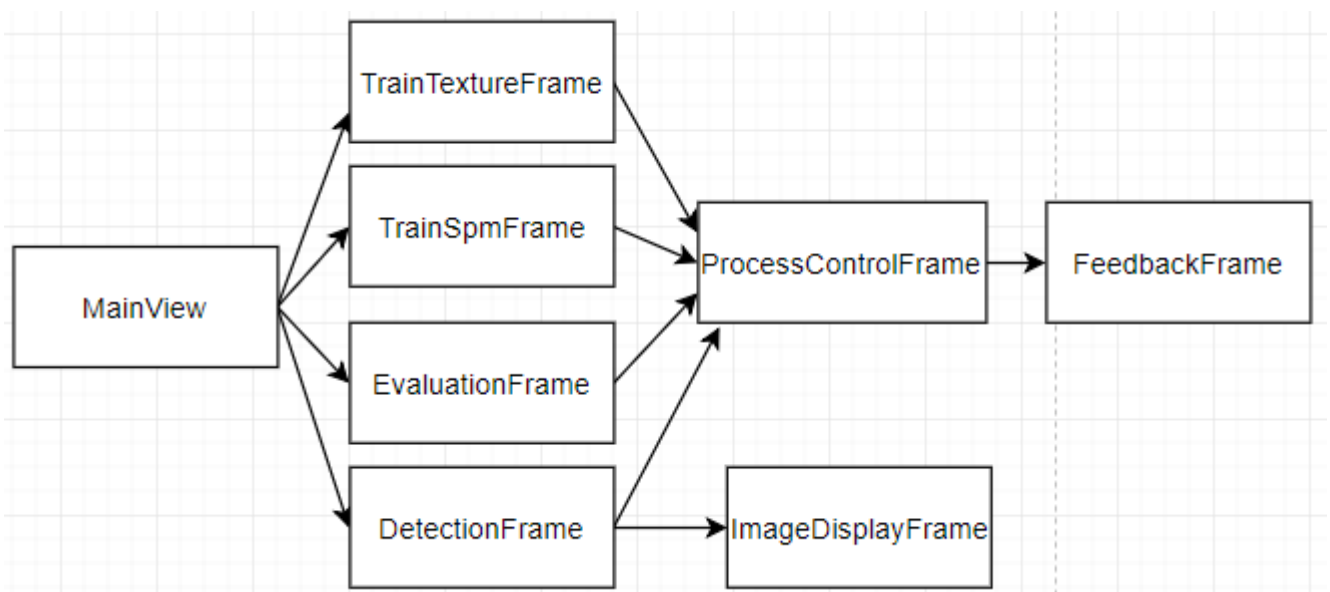 TrainTextureFrame
TrainSpmFrame
MainView
EvaluationFrame
DetectionFrame
ProcessControlFrame
FeedbackFrame
ImageDisplayFrame